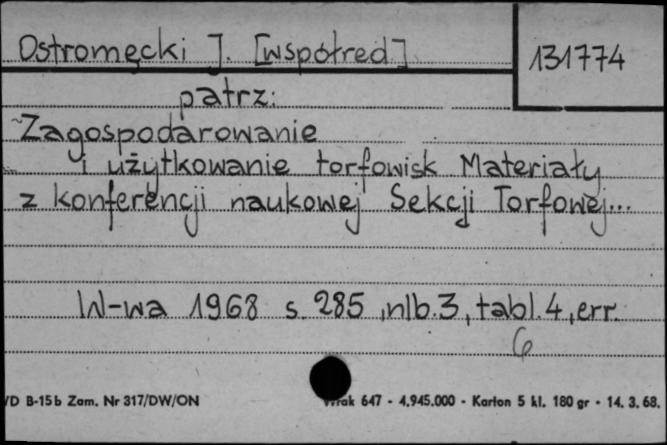 Ostromęcki J. [współred]
131774
patrz:
Zagospodarowanie
i użytkowanie torfowisk Materiały
z konferencji naukowej Sekcji Torfowej...
W-wa 1968 s. 285, nlb. 3, tabl. 4, err.
6
D B-15b Zam. Nr 317/DW/ON
647 - 4,945.000 - Karton 5 kl. 180 gr - 14. 3. 68.